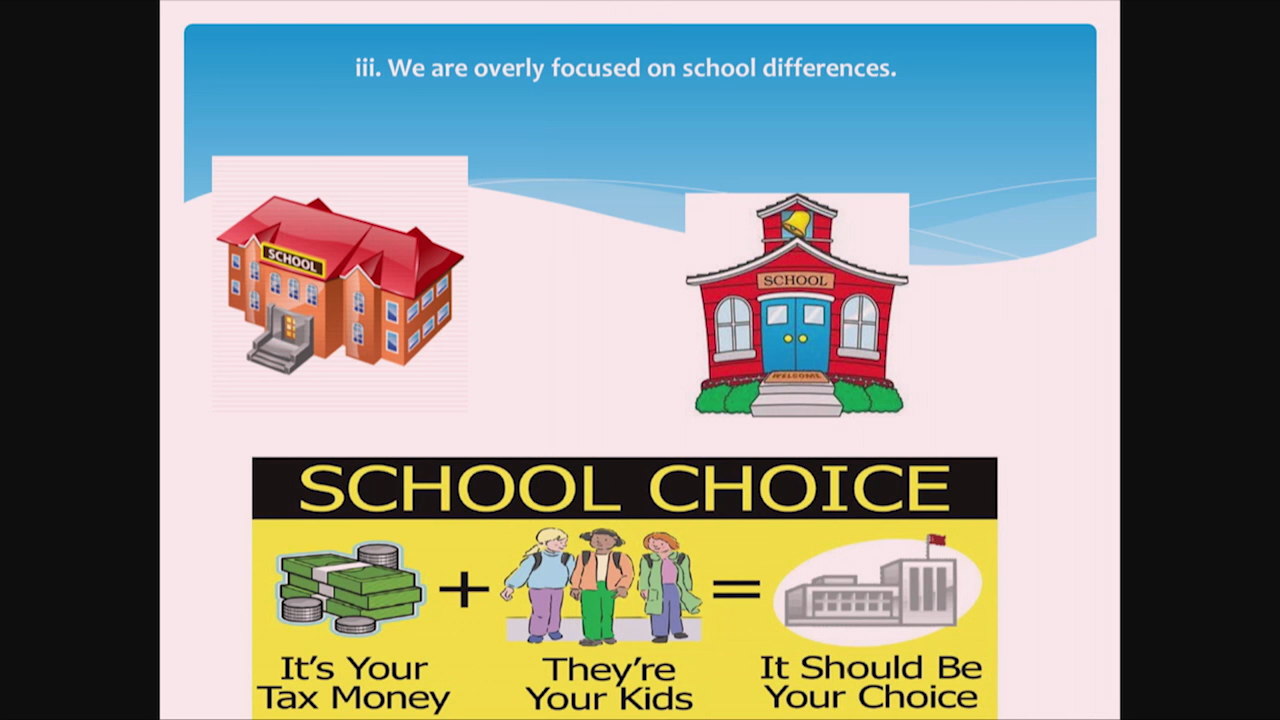 iii. We are overly focused on school differences.
SCHOOL
SCHOOL
WELCOME
SCHOOL CHOICE
+
=
It's Your
Tax Money
They're
Your Kids
It Should Be
Your Choice